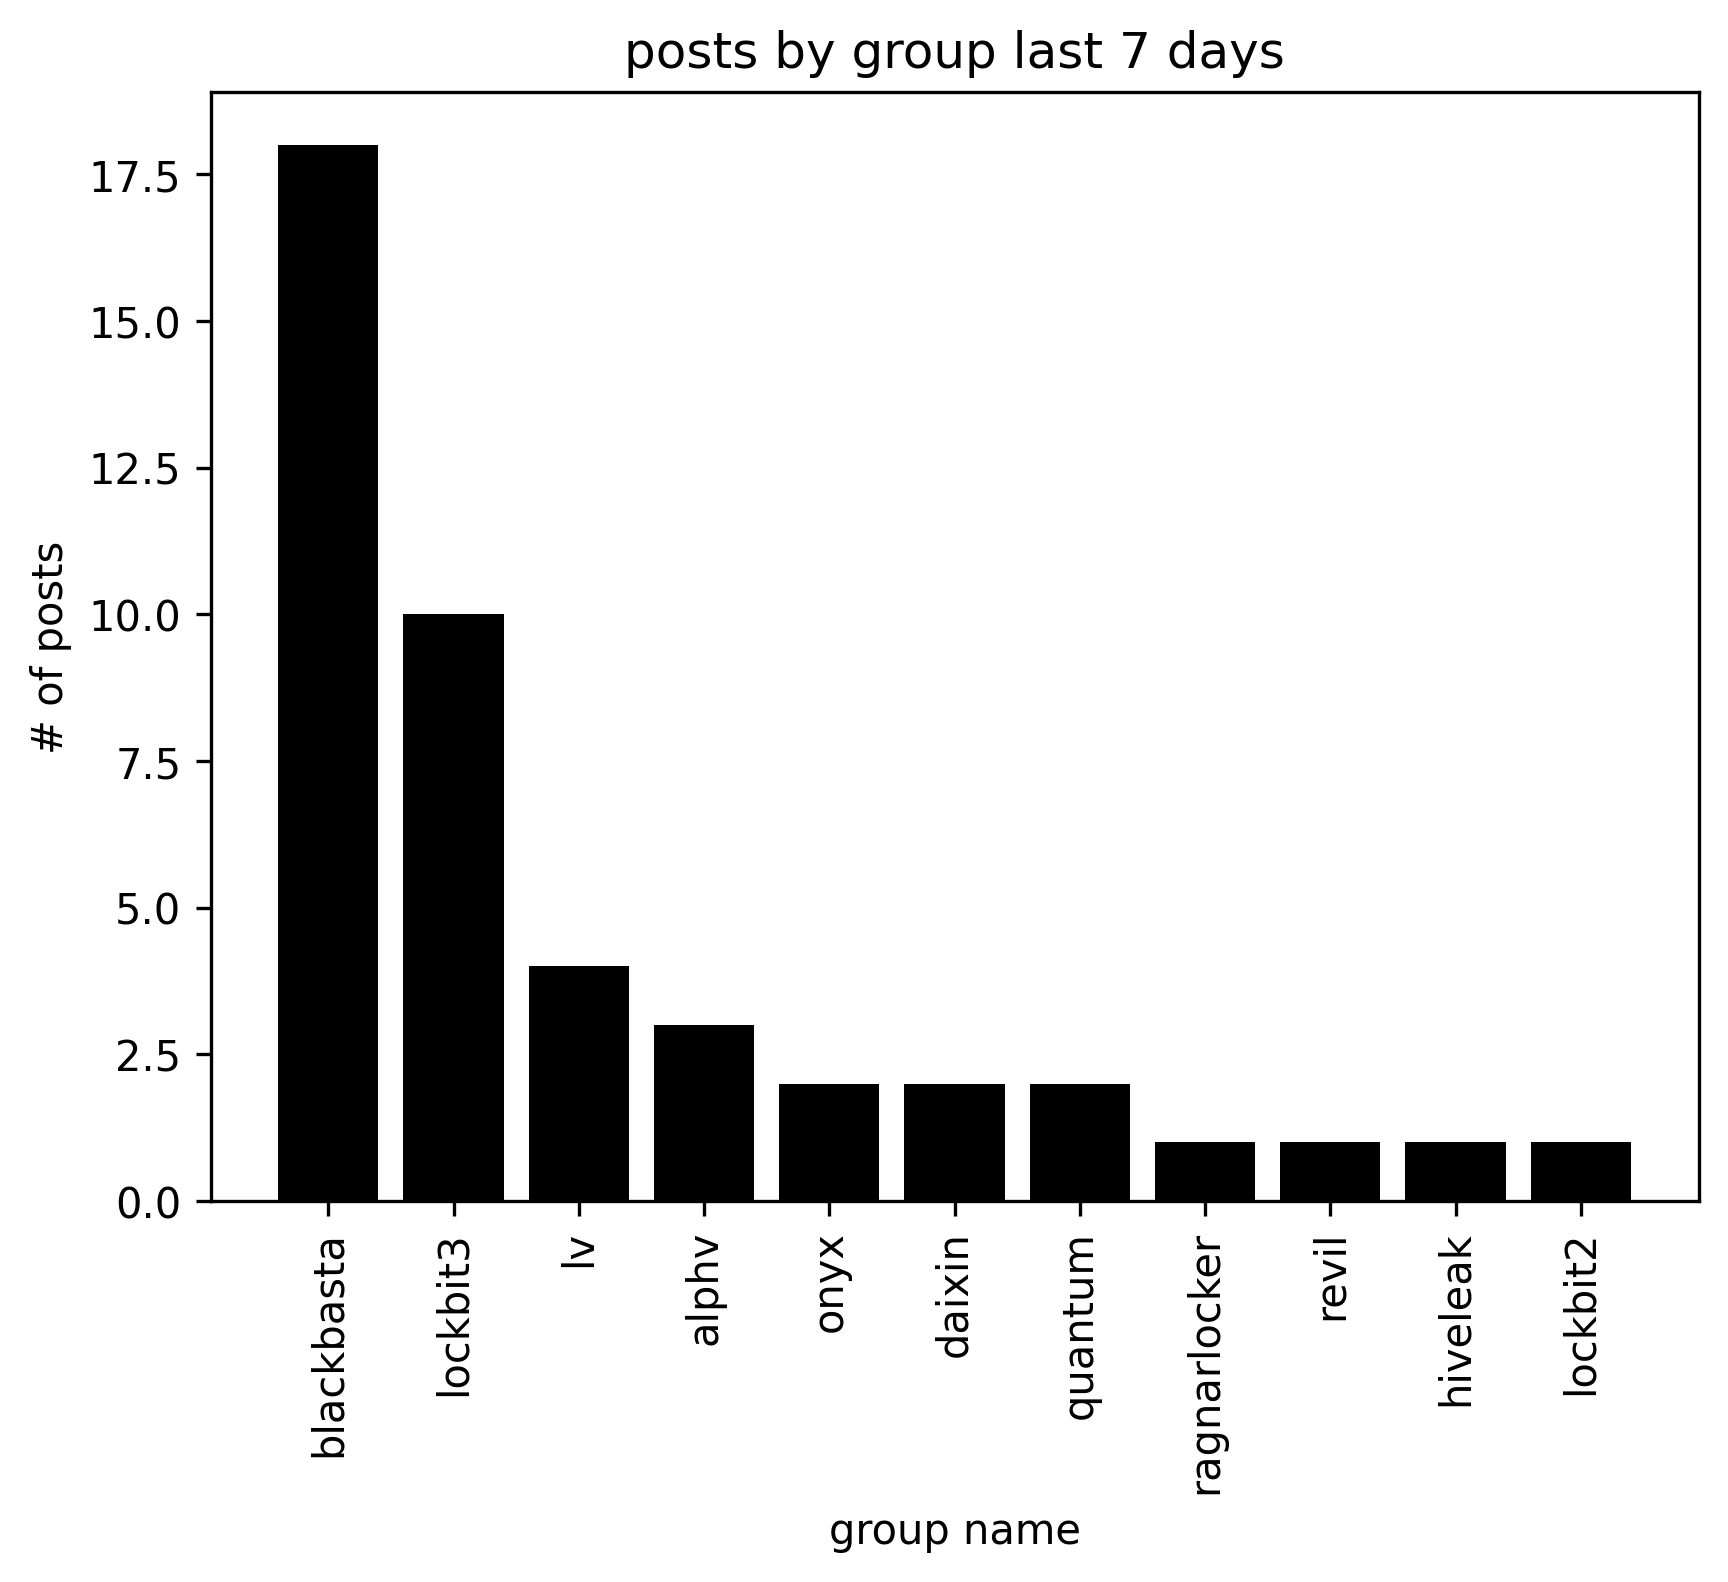 posts by group last 7 days
# of posts
17.5
15.0
12.5
10.0
7.5
5.0
2.5
0.0
blackbasta
lockbit3
lv
alphv
onyx
daixin
quantum
ragnarlocker
revil
hiveleak
lockbit2
group name